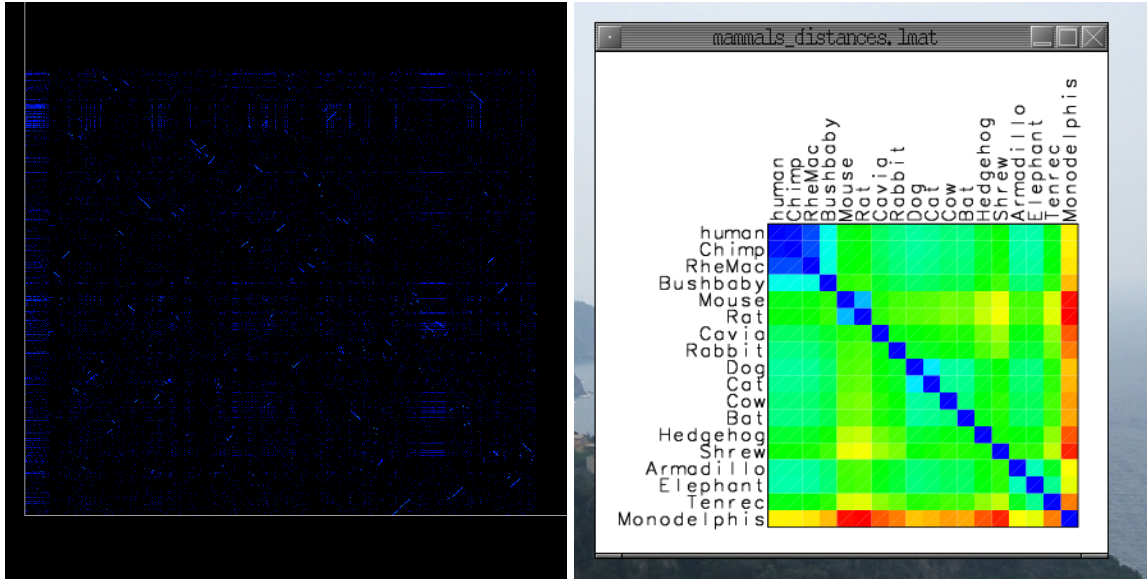 mammals_distances.lmat
human
Chimp
RheMac
Bushbaby
Mouse
Rat
Cavia
Rabbit
Dog
Cat
Cow
Bat
Hedgehog
Shrew
Armadillo
Elephant
Tenrec
Monodelphis
human
Chimp
RheMac
Bushbaby
Mouse
Rat
Cavia
Rabbit
Dog
Cat
Cow
Bat
Hedgehog
Shrew
Armadillo
Elephant
Tenrec
Monodelphis